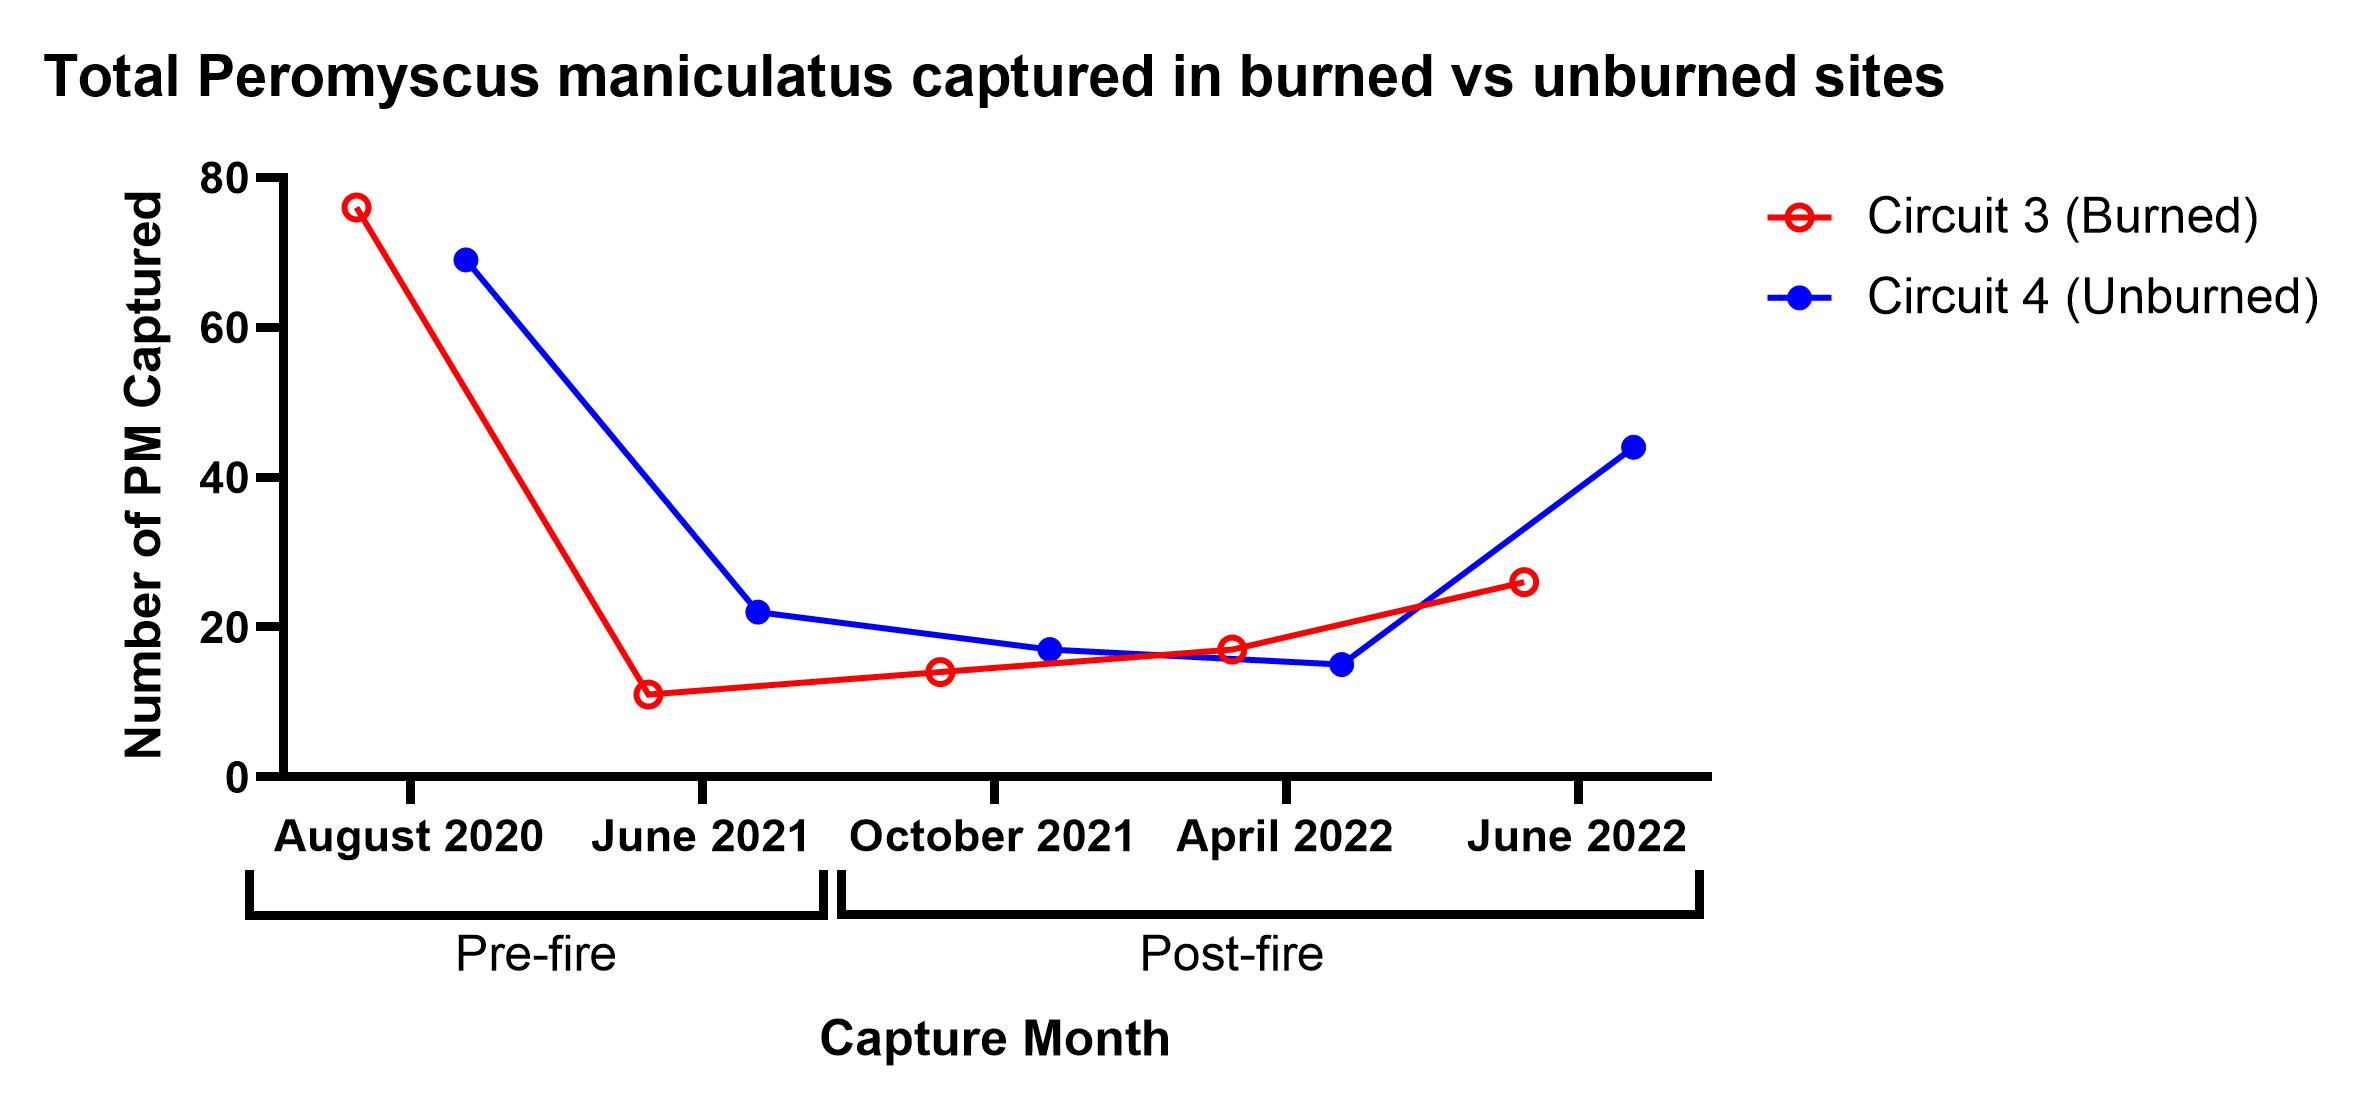 Total Peromyscus maniculatus captured in burned vs unburned sites
Number of PM Captured
80
60
40
20
0
Circuit 3 (Burned)
Circuit 4 (Unburned)
August 2020 June 2021 October 2021 April 2022 June 2022
Pre-fire Post-fire
Capture Month